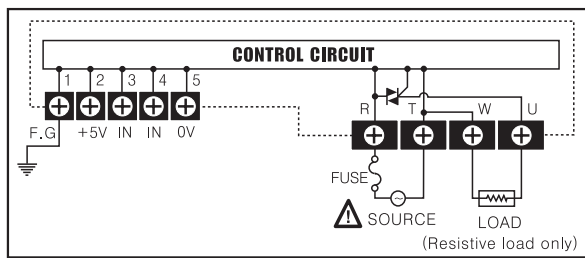 CONTROL CIRCUIT
1 2 3 4 5
R T W U
F.G +5V IN IN 0V
FUSE
SOURCE LOAD
(Resistive load only)